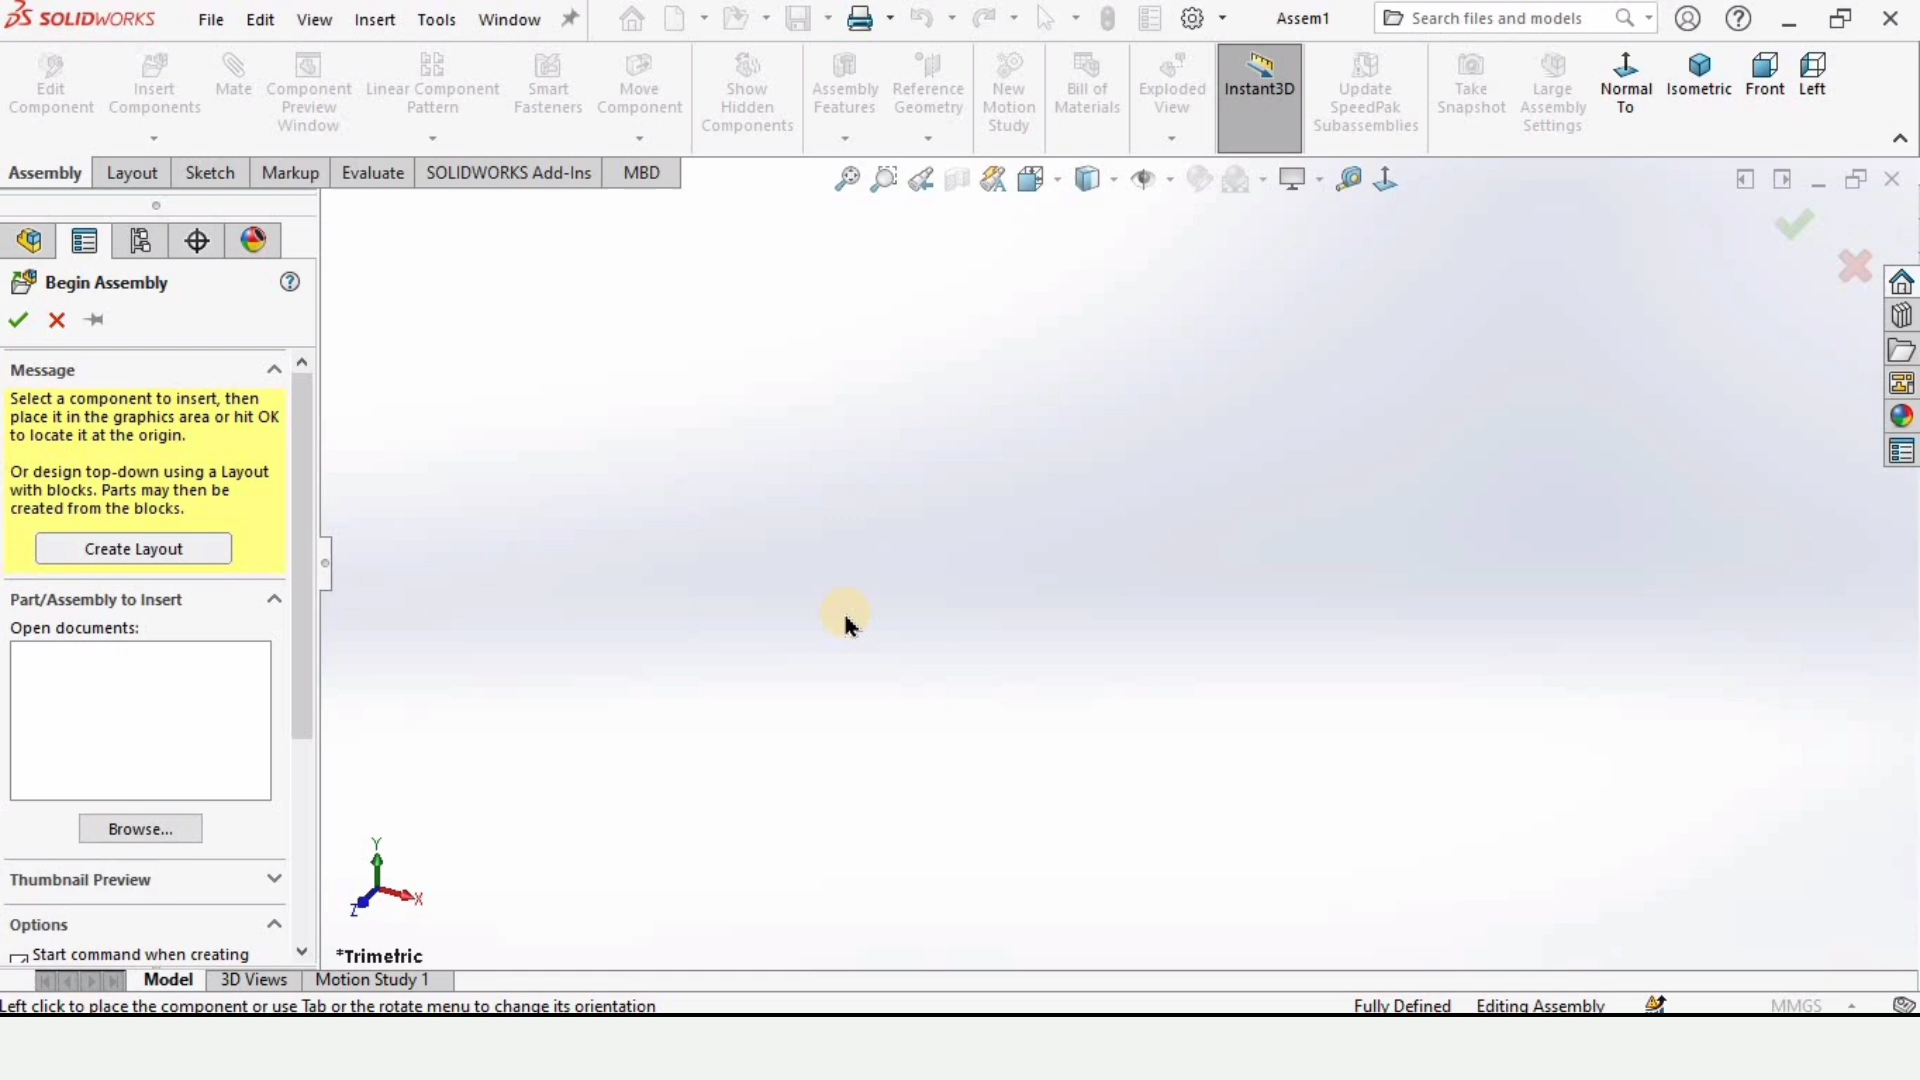 SOLIDWORKS File Edit View Insert Tools Window Assem1 Search files and models
Edit Component
Insert Components
Mate
Component Preview Window
Linear Component Pattern
Smart Fasteners
Move Component
Show Hidden Components
Assembly Features
Reference Geometry
New Motion Study
Bill of Materials
Exploded View
Instant3D
Update SpeedPak Subassemblies
Take Snapshot
Large Assembly Settings
Normal To
Isometric
Front
Left
Assembly Layout Sketch Markup Evaluate SOLIDWORKS Add-Ins MBD
Begin Assembly
Message
Select a component to insert, then
place it in the graphics area or hit OK
to locate it at the origin.
Or design top-down using a Layout
with blocks. Parts may then be
created from the blocks.
Create Layout
Part/Assembly to Insert
Open documents:
Browse...
Thumbnail Preview
Options
Start command when creating
Y
X
Z
*Trimetric
Model 3D Views Motion Study 1
Left click to place the component or use Tab or the rotate menu to change its orientation Fully Defined Editing Assembly MMGS